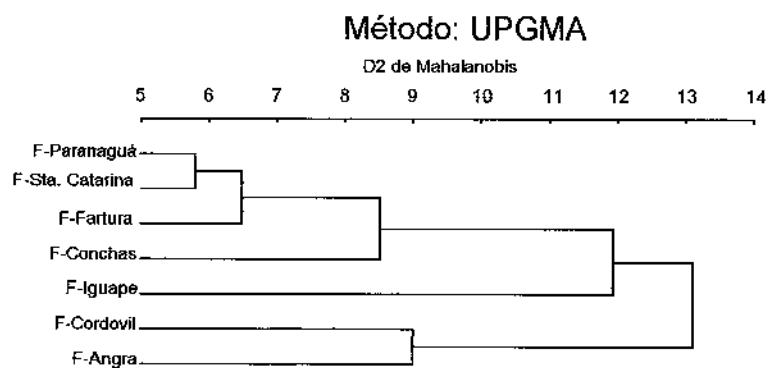 Método: UPGMA
D2 de Mahalanobis
5 6 7 8 9 10 11 12 13 14
F-Paranaguá
F-Sta. Catarina
F-Fartura
F-Conchas
F-Iguape
F-Cordovil
F-Angra